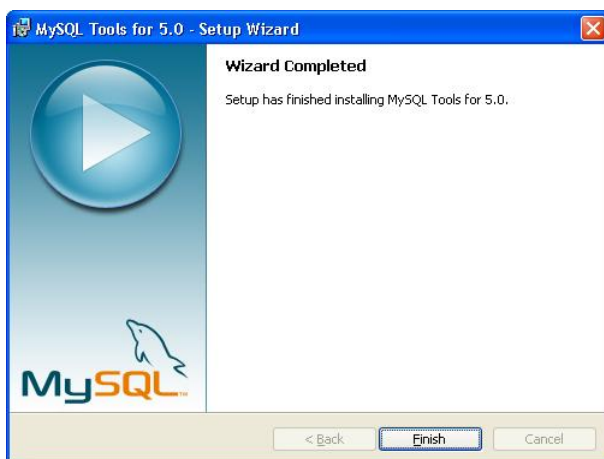 MySQL Tools for 5.0 - Setup Wizard
Wizard Completed
Setup has finished installing MySQL Tools for 5.0.
MySQL
< Back
Finish
Cancel